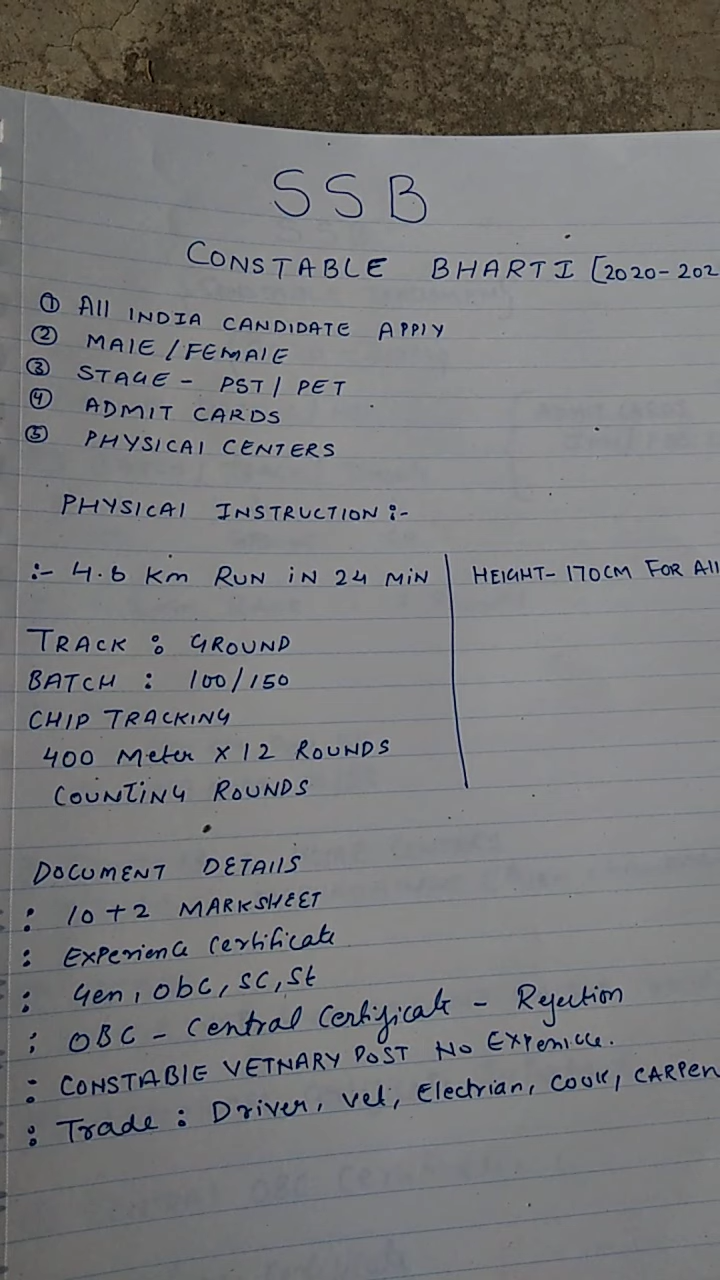 SSB
CONSTABLE BHARTI [2020-202
① All INDIA CANDIDATE APPlY
② MAlE / FEMAlE
③ STAGE - PST / PET
④ ADMIT CARDS
⑤ PHYSICAl CENTERS
PHYSICAl INSTRUCTION :-
:- 4.6 Km RUN iN 24 MiN
HEIGHT- 170CM FOR All
TRACK : GROUND
BATCH : 100/150
CHIP TRACKING
400 Meter X 12 ROUNDS
COUNTING ROUNDS
DOCUMENT DETAIlS
: 10+2 MARKSHEET
: Experience Certificate
: Gen, Obc, SC, St
: OBC - Central Certificate - Rejection
: CONSTABlE VETNARY POST NO EXPeniCce.
: Trade : Driver, vet, Electrian, Cook, CARPEN